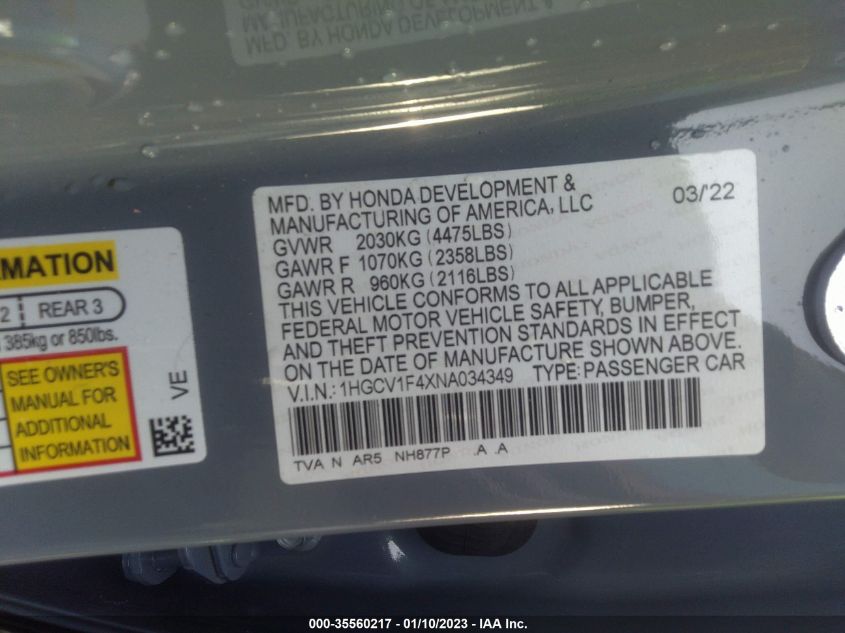 MFD. BY HONDA DEVELOPMENT &
MANUFACTURING OF AMERICA, LLC 03/'22
GVWR 2030KG (4475LBS)
GAWR F 1070KG (2358LBS)
GAWR R 960KG (2116LBS)
THIS VEHICLE CONFORMS TO ALL APPLICABLE
FEDERAL MOTOR VEHICLE SAFETY, BUMPER,
AND THEFT PREVENTION STANDARDS IN EFFECT
ON THE DATE OF MANUFACTURE SHOWN ABOVE.
V.I.N.: 1HGCV1F4XNA034349 TYPE: PASSENGER CAR
TVA N AR5 NH877P .A .A
MATION
2 REAR 3
385kg or 850lbs.
SEE OWNER'S
MANUAL FOR
ADDITIONAL
INFORMATION
VE
000-35560217 - 01/10/2023 - IAA Inc.